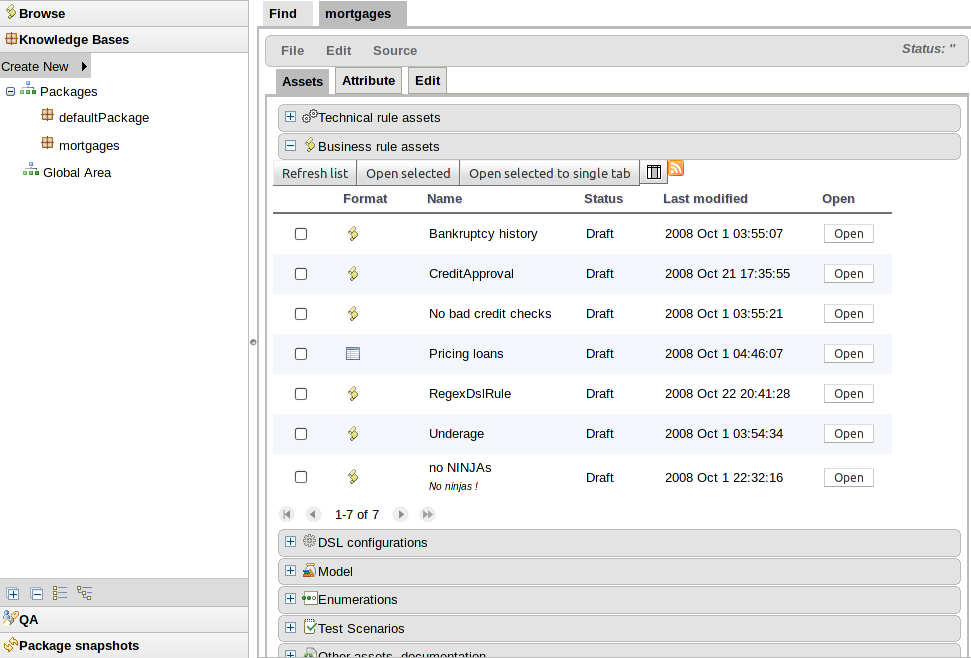 Browse
Knowledge Bases
Create New
Packages
defaultPackage
mortgages
Global Area
QA
Package snapshots
Find mortgages
File Edit Source Status: ''
Assets Attribute Edit
Technical rule assets
Business rule assets
Refresh list Open selected Open selected to single tab
Format Name Status Last modified Open
Bankruptcy history Draft 2008 Oct 1 03:55:07 Open
CreditApproval Draft 2008 Oct 21 17:35:55 Open
No bad credit checks Draft 2008 Oct 1 03:55:21 Open
Pricing loans Draft 2008 Oct 1 04:46:07 Open
RegexDslRule Draft 2008 Oct 22 20:41:28 Open
Underage Draft 2008 Oct 1 03:54:34 Open
no NINJAs Draft 2008 Oct 1 22:32:16 Open
No ninjas !
1-7 of 7
DSL configurations
Model
Enumerations
Test Scenarios
Other assets, documentation